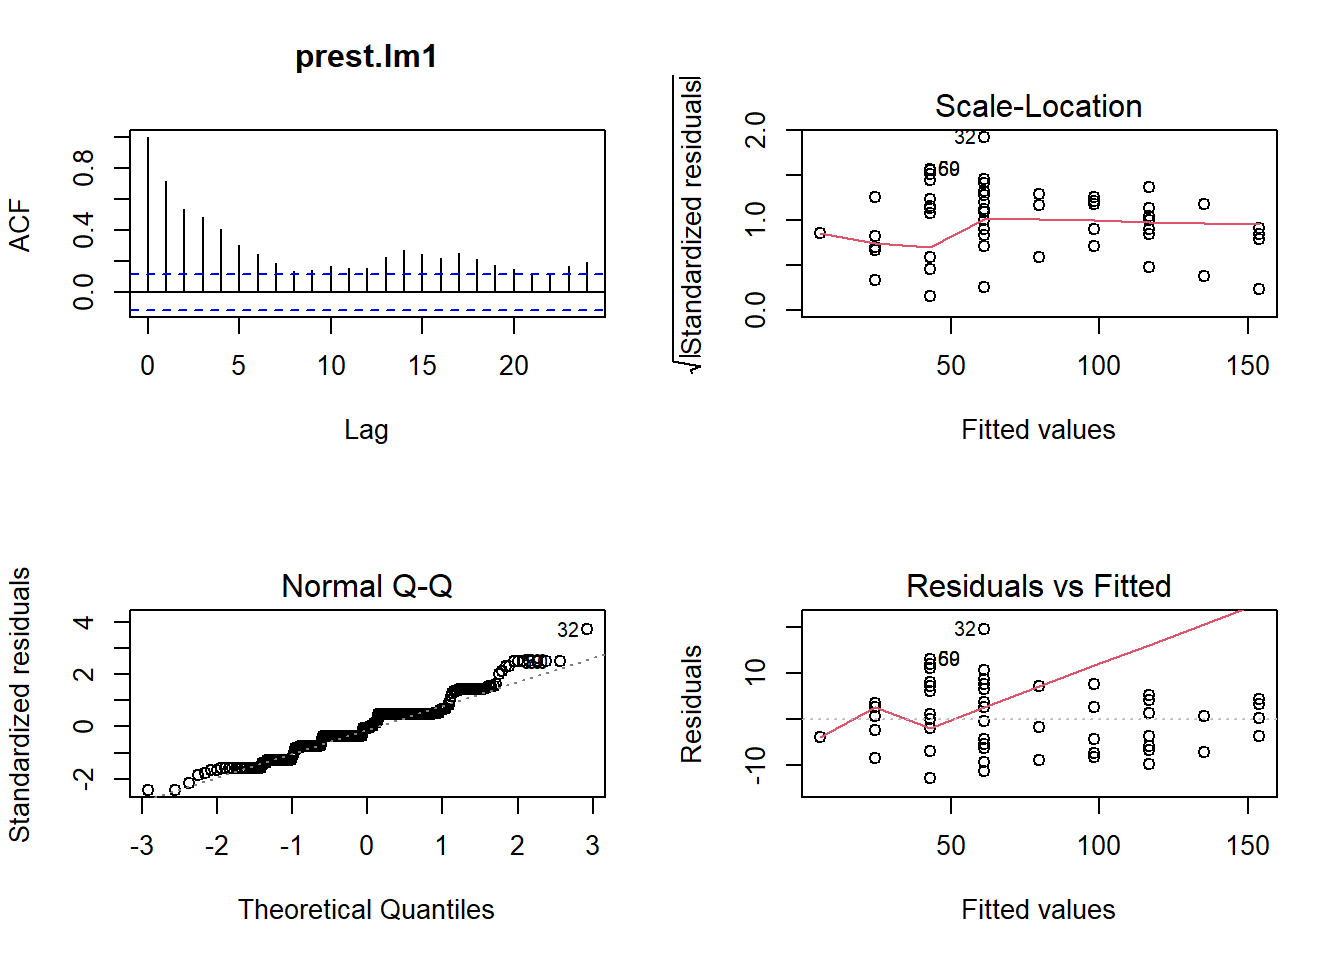 prest.lm1
ACF
0.0 0.4 0.8
0 5 10 15 20
Lag
Scale-Location
√|Standardized residuals|
0.0 1.0 2.0
32
69
50 100 150
Fitted values
Normal Q-Q
Standardized residuals
-2 0 2 4
32
-3 -2 -1 0 1 2 3
Theoretical Quantiles
Residuals vs Fitted
Residuals
-10 10
32
50 100 150
Fitted values